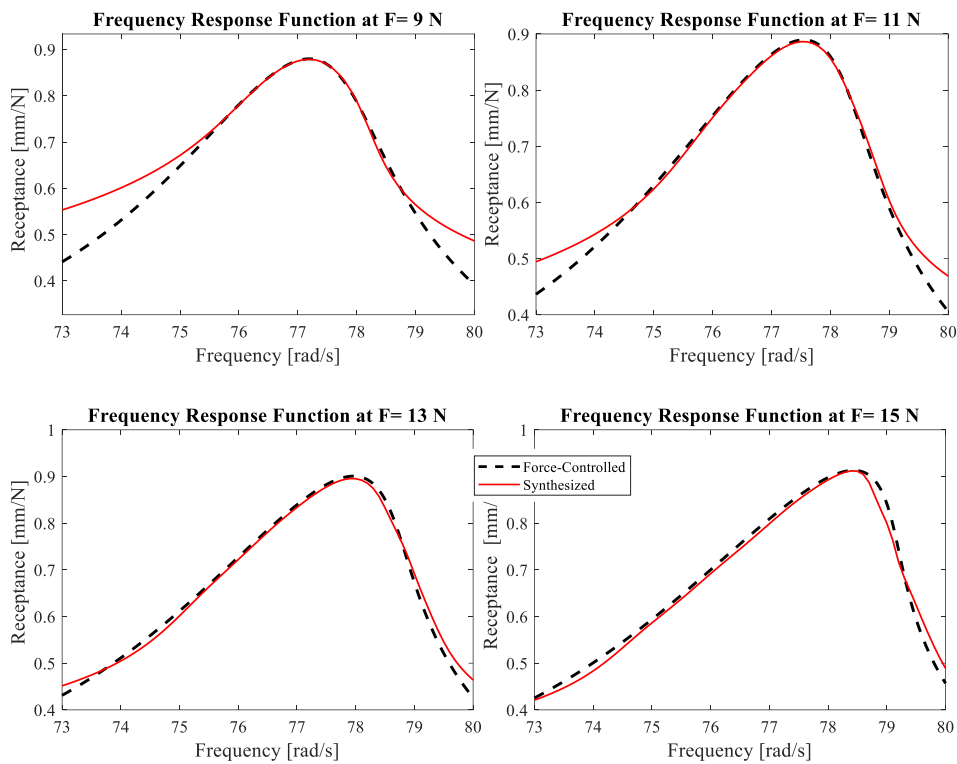 Frequency Response Function at F= 9 N
Receptance [mm/N]
0.9
0.8
0.7
0.6
0.5
0.4
73 74 75 76 77 78 79 80
Frequency [rad/s]
Frequency Response Function at F= 11 N
Receptance [mm/N]
0.9
0.8
0.7
0.6
0.5
0.4
73 74 75 76 77 78 79 80
Frequency [rad/s]
Frequency Response Function at F= 13 N
Receptance [mm/N]
1
0.9
0.8
0.7
0.6
0.5
0.4
73 74 75 76 77 78 79 80
Frequency [rad/s]
Force-Controlled
Synthesized
Frequency Response Function at F= 15 N
Receptance [mm/N]
1
0.8
0.7
0.6
0.5
0.4
73 74 75 76 77 78 79 80
Frequency [rad/s]